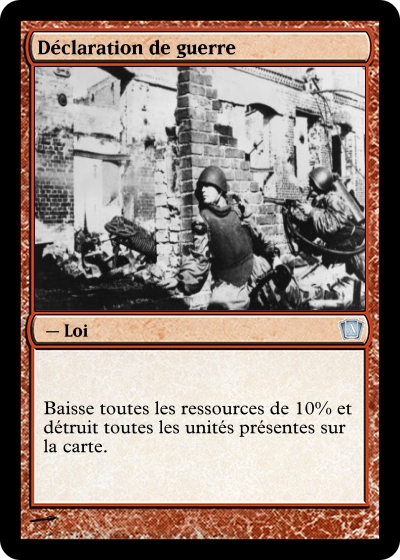 Déclaration de guerre
— Loi
Baisse toutes les ressources de 10% et
détruit toutes les unités présentes sur
la carte.